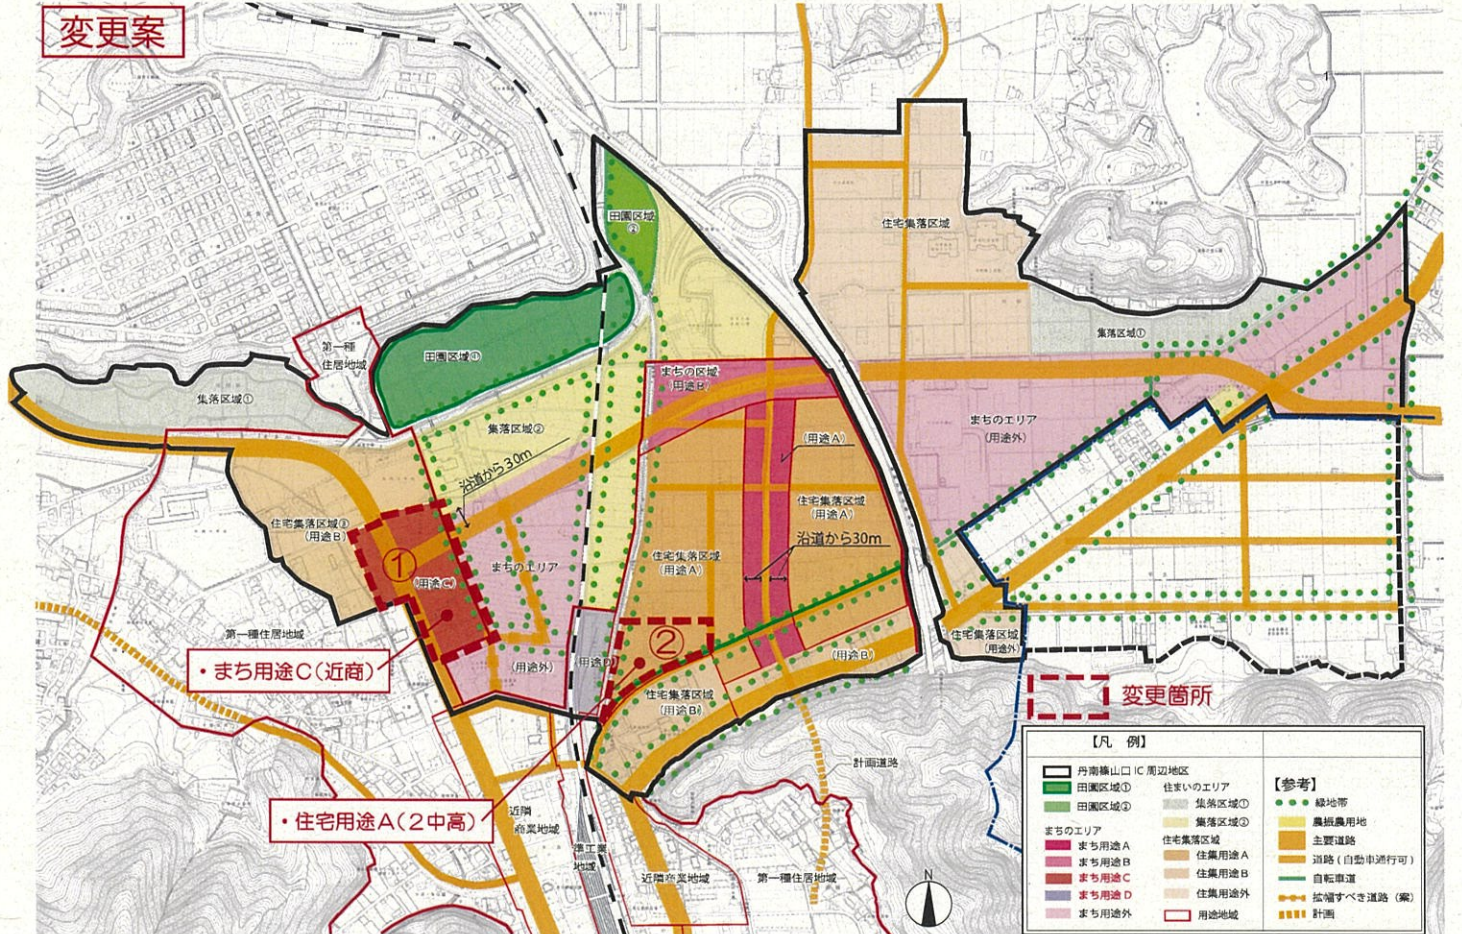 変更案
田園区域
②
住宅集落区域
第一種
住居地域
田園区域①
集落区域①
集落区域①
まちの区域
(用途B)
集落区域②
まちのエリア
(用途外)
(用途A)
沿道から30m
住宅集落区域
(用途A)
住宅集落区域②
(用途B)
沿道から30m
住宅集落区域
(用途A)
①
(用途C)
まちのエリア
第一種住居地域
②
住宅集落区域
(用途外)
・まち用途C(近商)
(用途外)
(用途D)
(用途B)
住宅集落区域
(用途B)
変更箇所
計画道路
・住宅用途A(2中高)
近隣
商業地域
準工業
地域
近隣商業地域
第一種住居地域
N
【凡 例】
丹南篠山口IC周辺地区
田園区域①
田園区域②
まちのエリア
まち用途A
まち用途B
まち用途C
まち用途D
まち用途外
住まいのエリア
集落区域①
集落区域②
住宅集落区域
住集用途A
住集用途B
住集用途外
用途地域
【参考】
緑地帯
農振農用地
主要道路
道路(自動車通行可)
自転車道
拡幅すべき道路(案)
計画